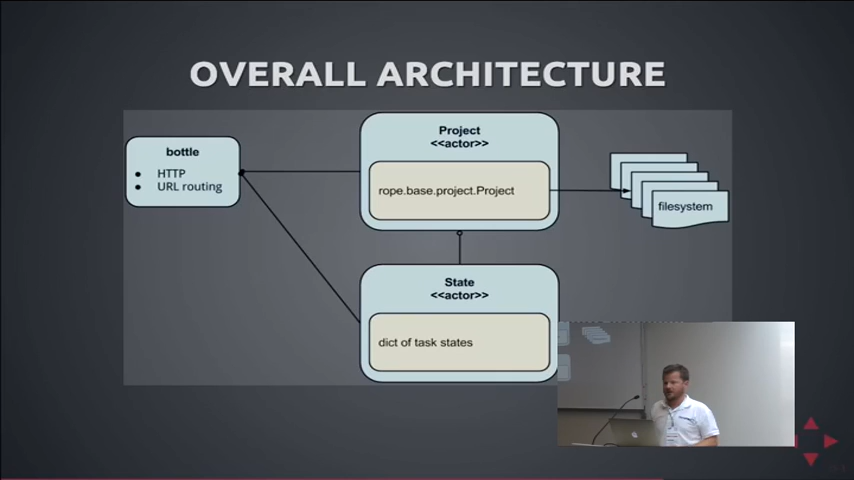 OVERALL ARCHITECTURE
bottle
● HTTP
● URL routing
Project
<<actor>>
rope.base.project.Project
filesystem
State
<<actor>>
dict of task states